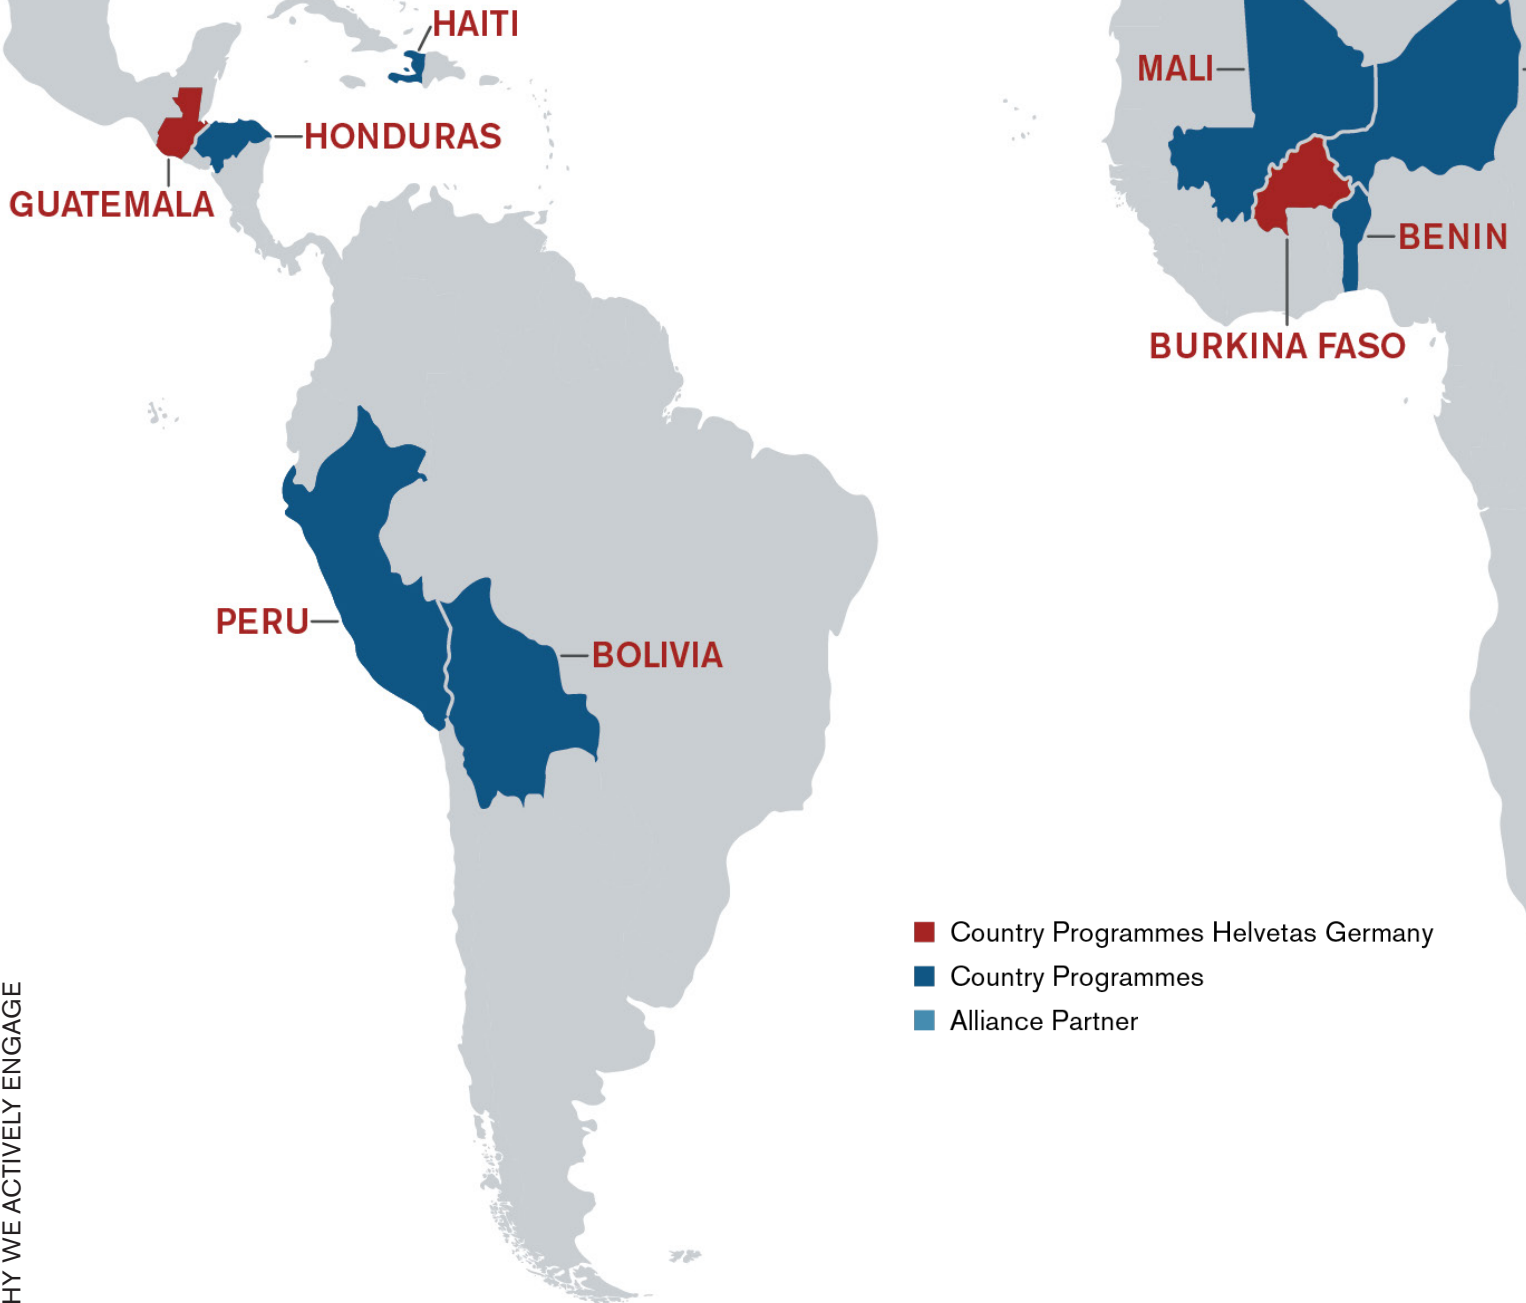 HAITI
MALI
HONDURAS
GUATEMALA
BENIN
BURKINA FASO
PERU
BOLIVIA
Country Programmes Helvetas Germany
Country Programmes
Alliance Partner
HY WE ACTIVELY ENGAGE